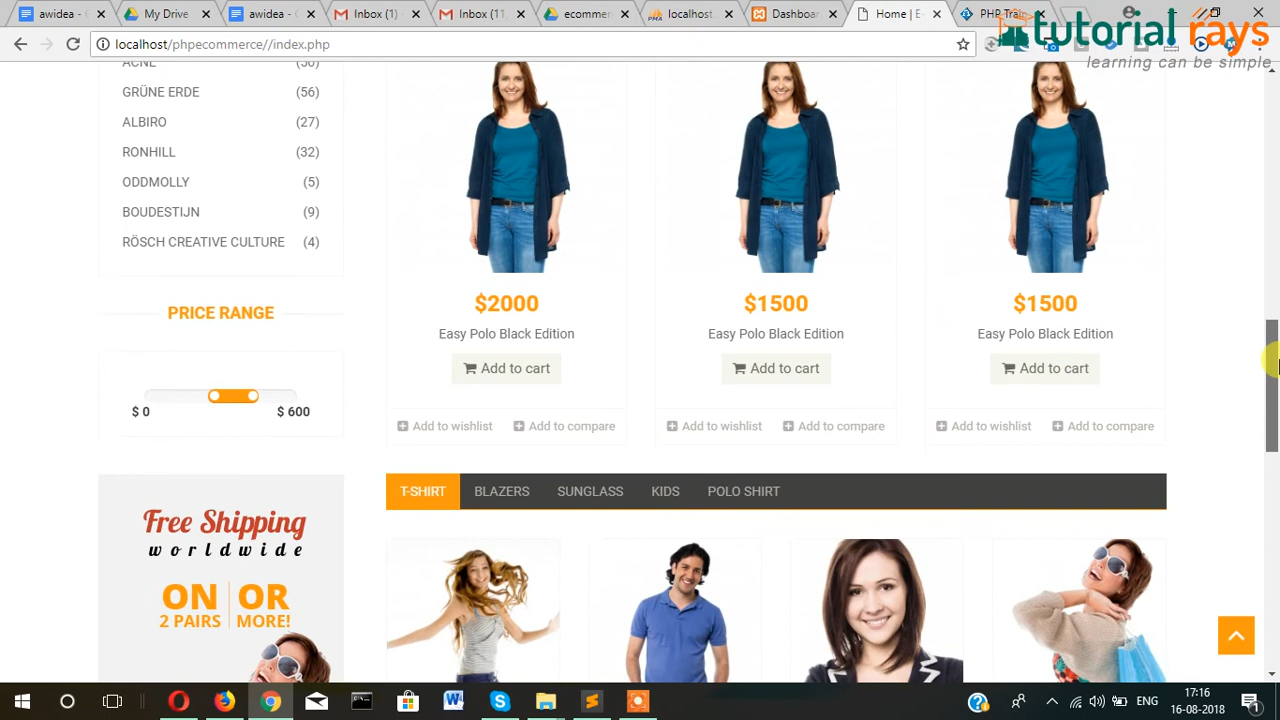 awidea -
awidea - G
Inbox (1)
Inbox (11
ecommerc
PMA
localhost /
Dashboar
Home | E-
PHP Tra
tutorial rays
learning can be simple
localhost/phpecommerce//index.php
ACNE (50)
GRÜNE ERDE (56)
ALBIRO (27)
RONHILL (32)
ODDMOLLY (5)
BOUDESTIJN (9)
RÖSCH CREATIVE CULTURE (4)
PRICE RANGE
$ 0 $ 600
Free Shipping
worldwide
ON OR
2 PAIRS MORE!
$2000 $1500 $1500
Easy Polo Black Edition Easy Polo Black Edition Easy Polo Black Edition
Add to cart Add to cart Add to cart
Add to wishlist Add to compare Add to wishlist Add to compare Add to wishlist Add to compare
T-SHIRT BLAZERS SUNGLASS KIDS POLO SHIRT
ENG
17:16
16-08-2018